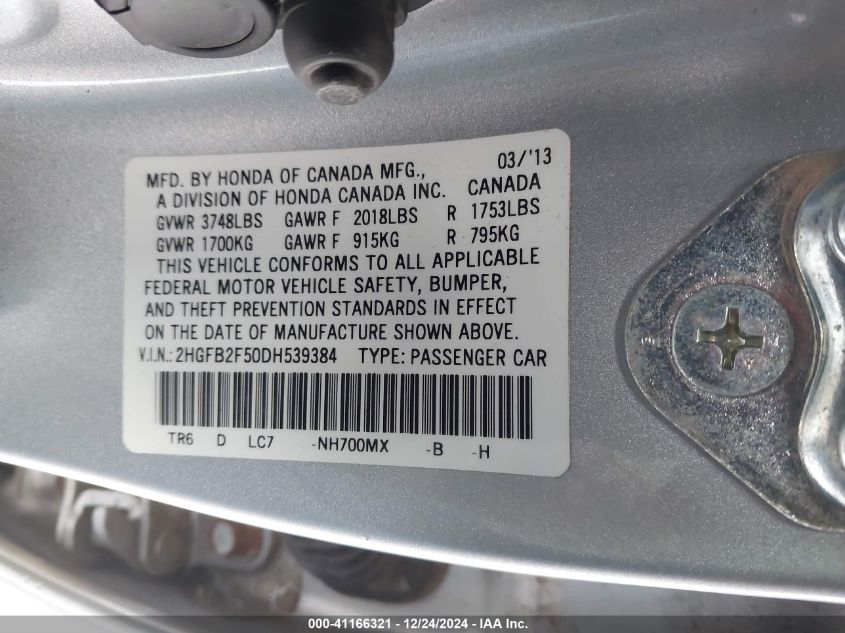 03/'13
MFD. BY HONDA OF CANADA MFG.,
A DIVISION OF HONDA CANADA INC. CANADA
GVWR 3748LBS GAWR F 2018LBS R 1753LBS
GVWR 1700KG GAWR F 915KG R 795KG
THIS VEHICLE CONFORMS TO ALL APPLICABLE
FEDERAL MOTOR VEHICLE SAFETY, BUMPER,
AND THEFT PREVENTION STANDARDS IN EFFECT
ON THE DATE OF MANUFACTURE SHOWN ABOVE.
V.I.N.: 2HGFB2F50DH539384 TYPE: PASSENGER CAR
TR6 D LC7 -NH700MX -B -H
000-41166321 - 12/24/2024 - IAA Inc.